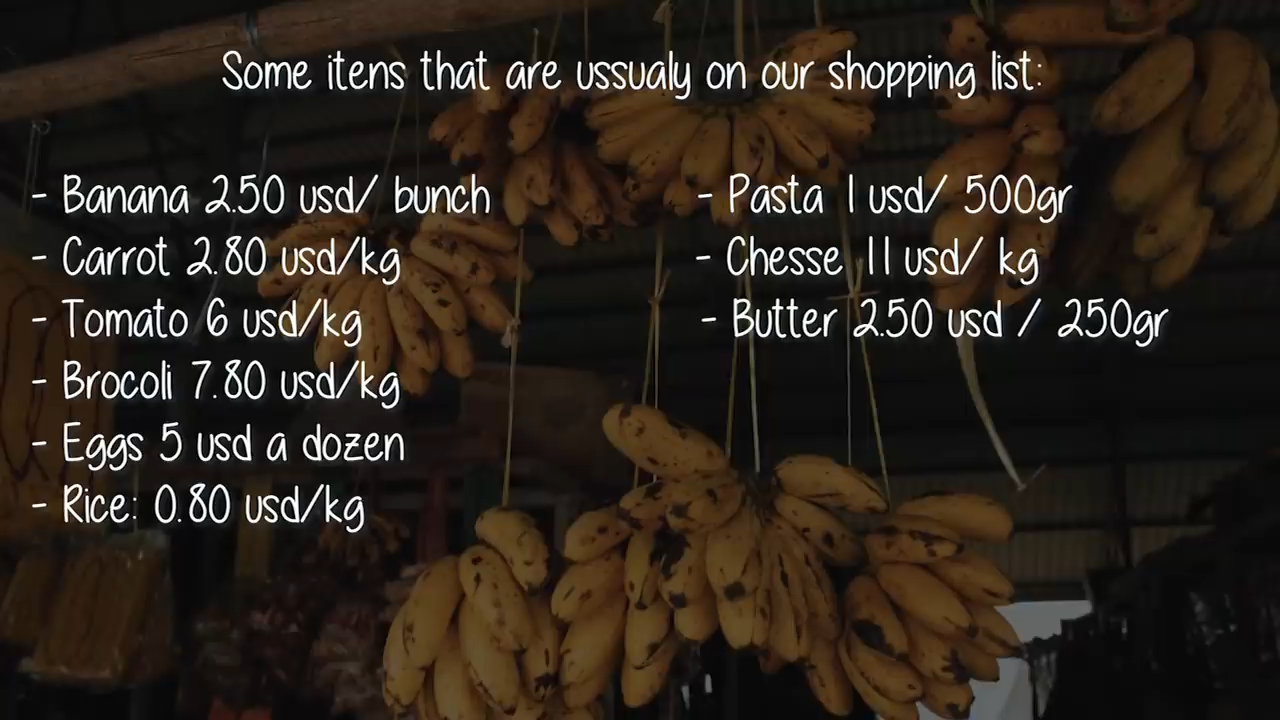 Some itens that are ussualy on our shopping list:
- Banana 2.50 usd/ bunch
- Carrot 2.80 usd/kg
- Tomato 6 usd/kg
- Brocoli 7.80 usd/kg
- Eggs 5 usd a dozen
- Rice: 0.80 usd/kg
- Pasta 1 usd/ 500gr
- Chesse 11 usd/ kg
- Butter 2.50 usd / 250gr